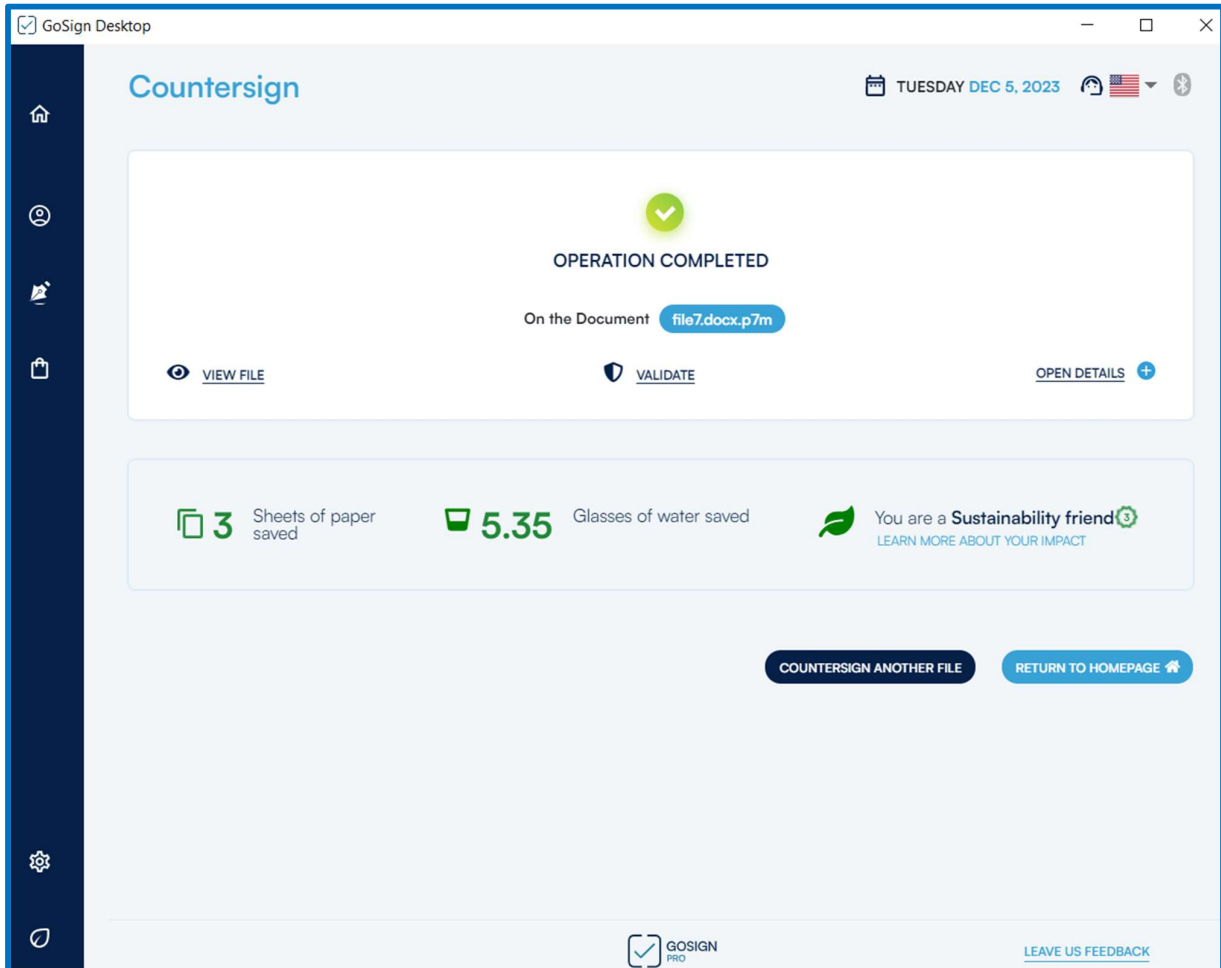 GoSign Desktop
Countersign
TUESDAY DEC 5, 2023
OPERATION COMPLETED
On the Document file7.docx.p7m
VIEW FILE
VALIDATE
OPEN DETAILS
3 Sheets of paper
saved
5.35 Glasses of water saved
You are a Sustainability friend 3
LEARN MORE ABOUT YOUR IMPACT
COUNTERSIGN ANOTHER FILE
RETURN TO HOMEPAGE
GOSIGN
PRO
LEAVE US FEEDBACK